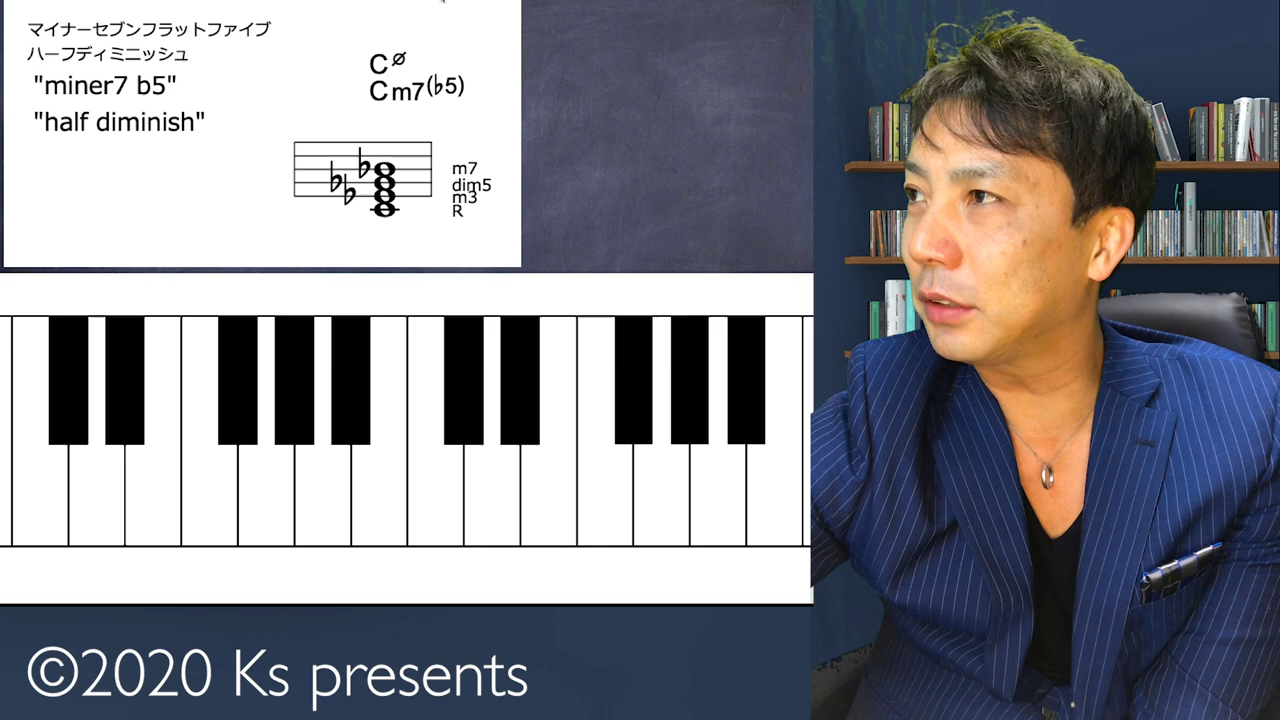 マイナーセブンフラットファイブ
ハーフディミニッシュ
"miner7 b5"
"half diminish"
Cø
Cm7(♭5)
m7
dim5
m3
R
©2020 Ks presents